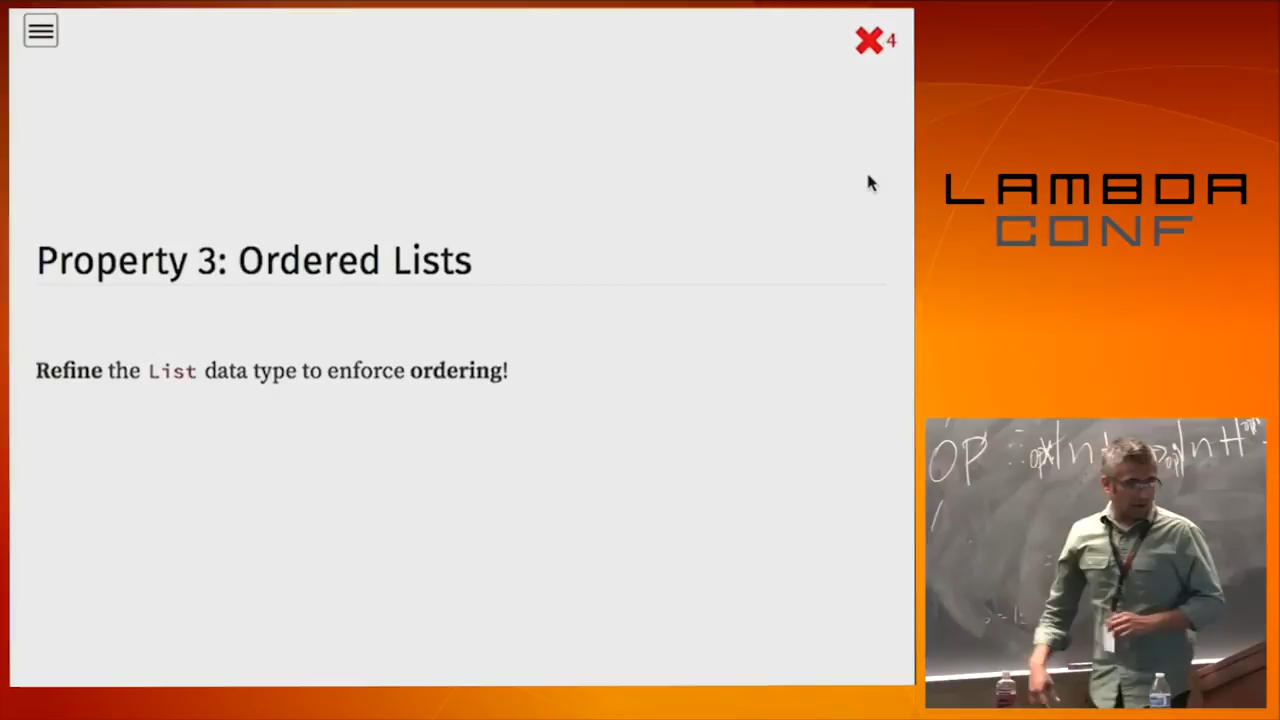 4
Property 3: Ordered Lists
Refine the List data type to enforce ordering!
LAMBDA
CONF